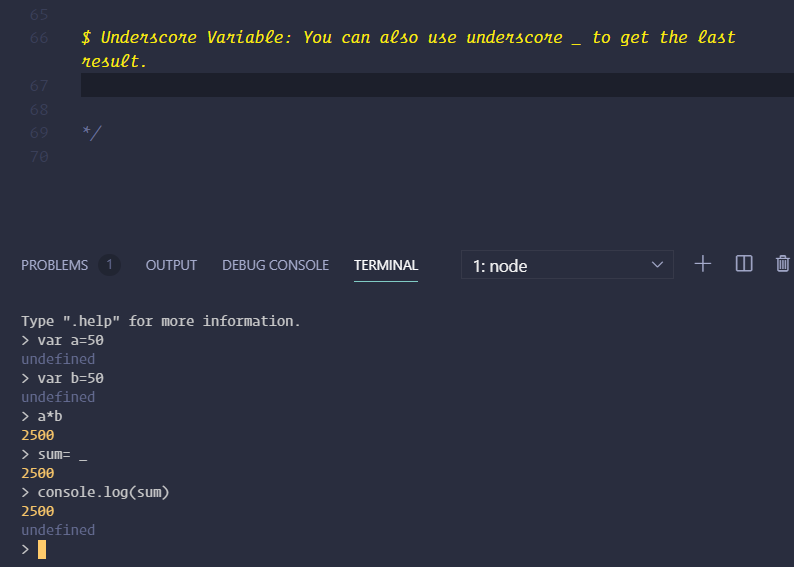 65
66 $ Underscore Variable: You can also use underscore _ to get the last
result.
67
68
69 */
70
PROBLEMS 1 OUTPUT DEBUG CONSOLE TERMINAL 1: node
Type ".help" for more information.
> var a=50
undefined
> var b=50
undefined
> a*b
2500
> sum= _
2500
> console.log(sum)
2500
undefined
>